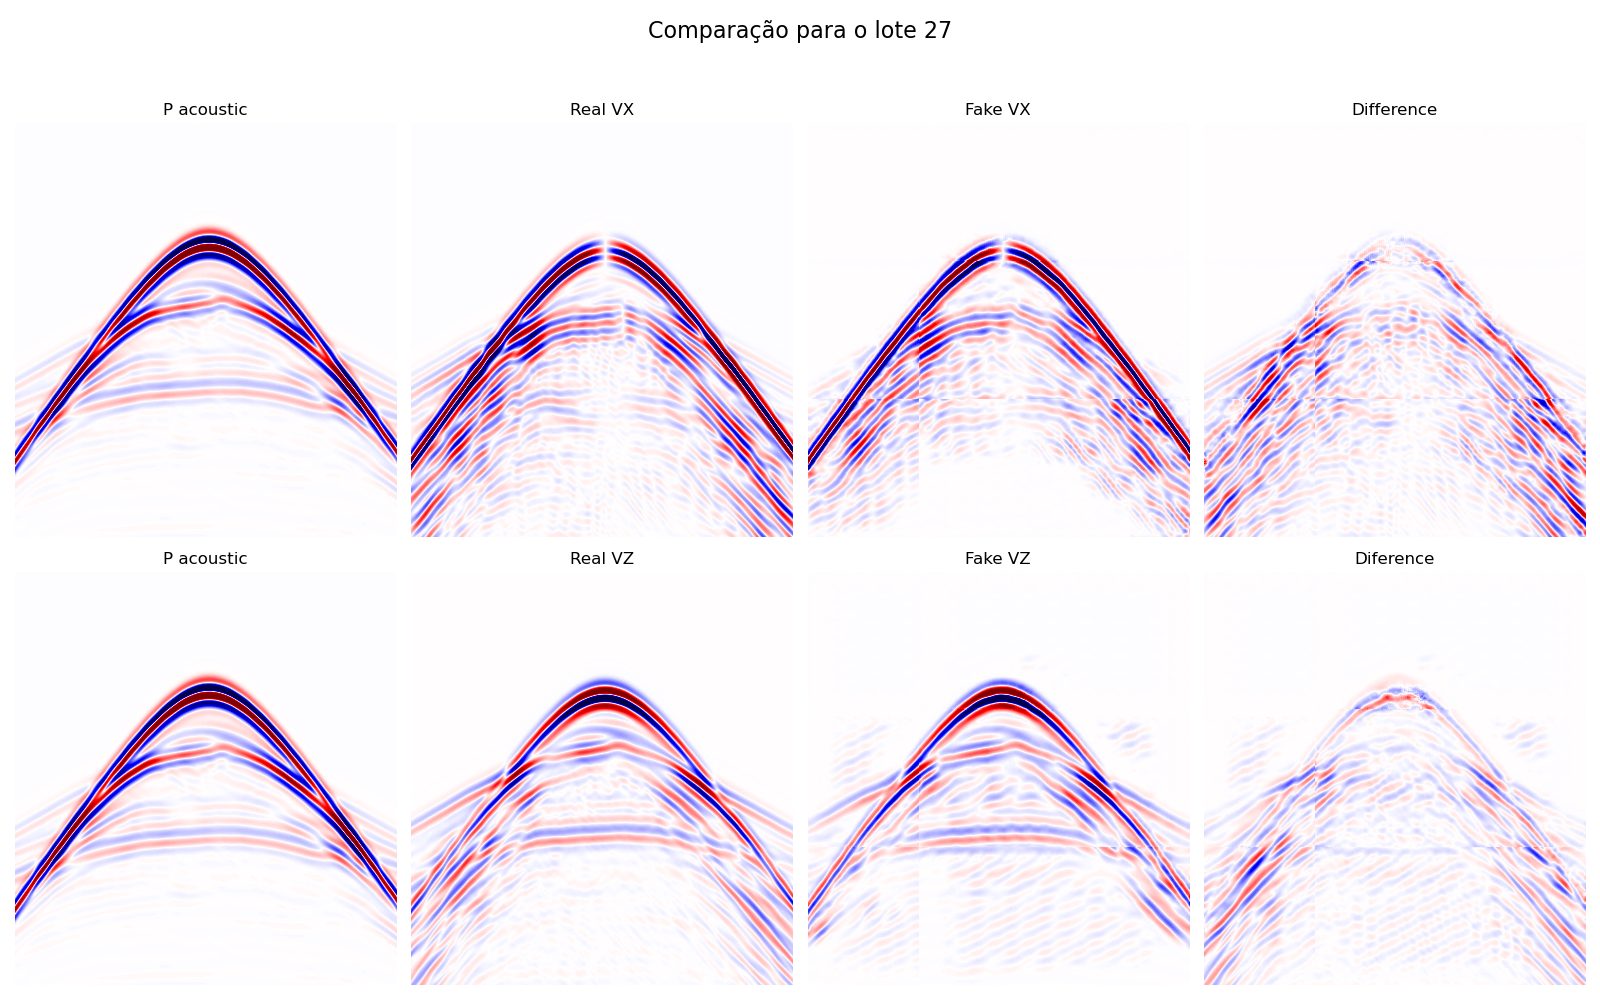 Comparação para o lote 27
P acoustic
Real VX
Fake VX
Difference
P acoustic
Real VZ
Fake VZ
Diference